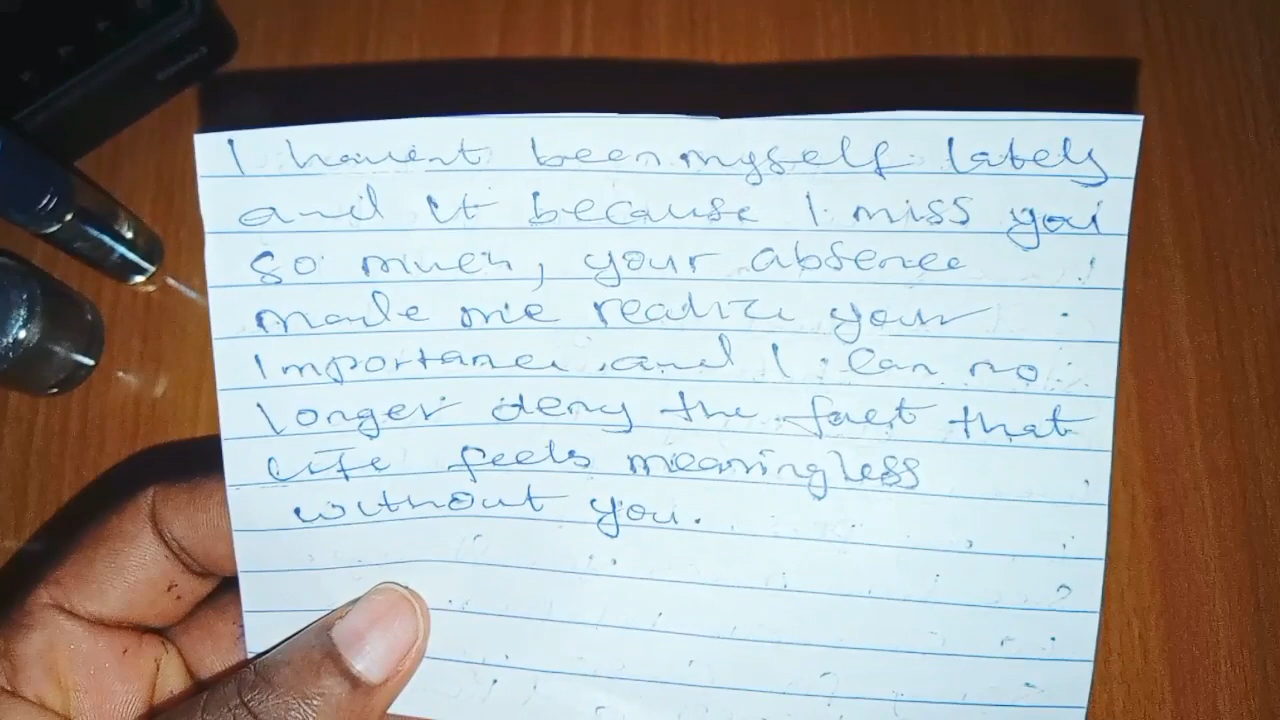 I havent been myself lately
and it because I miss you
so much, your absence
made me realize your
importance and I can no
longer deny the fact that
life feels meaningless
without you.